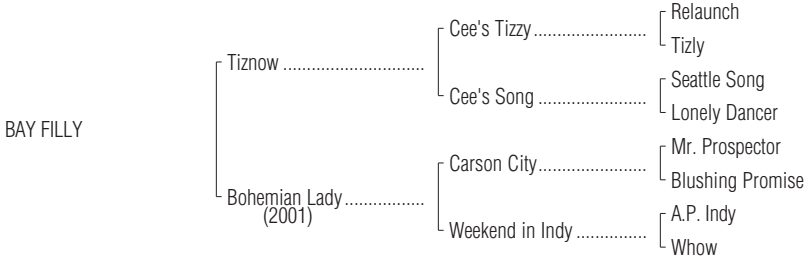 Relaunch
Cee's Tizzy........................
Tizly
Tiznow ..............................
Seattle Song
Cee's Song .......................
Lonely Dancer
BAY FILLY
Mr. Prospector
Carson City.......................
Blushing Promise
Bohemian Lady.................
(2001)
A.P. Indy
Weekend in Indy ...............
Whow